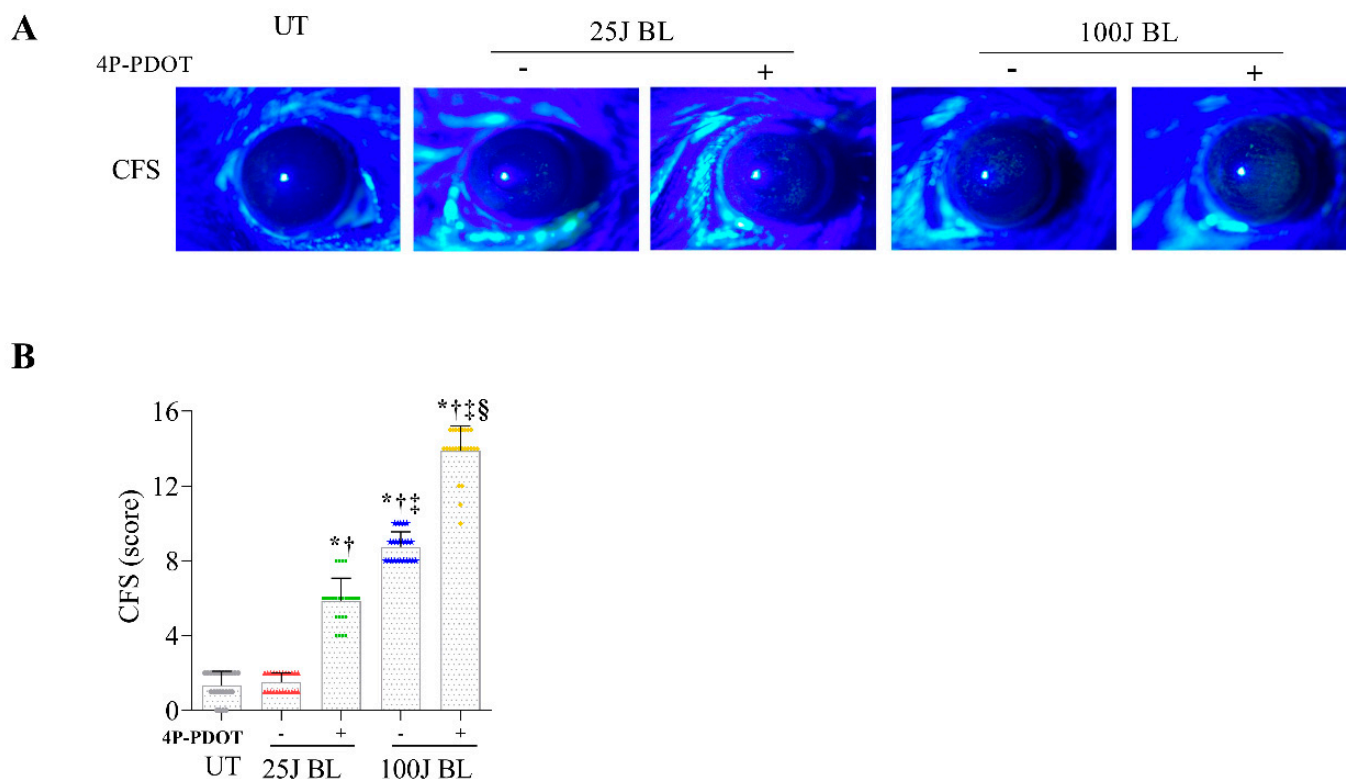 A
UT 25J BL 100J BL
4P-PDOT - + - +
CFS
B
16
12
8
4
0
CFS (score)
*†
*†‡
*†‡§
4P-PDOT - + - +
UT 25J BL 100J BL